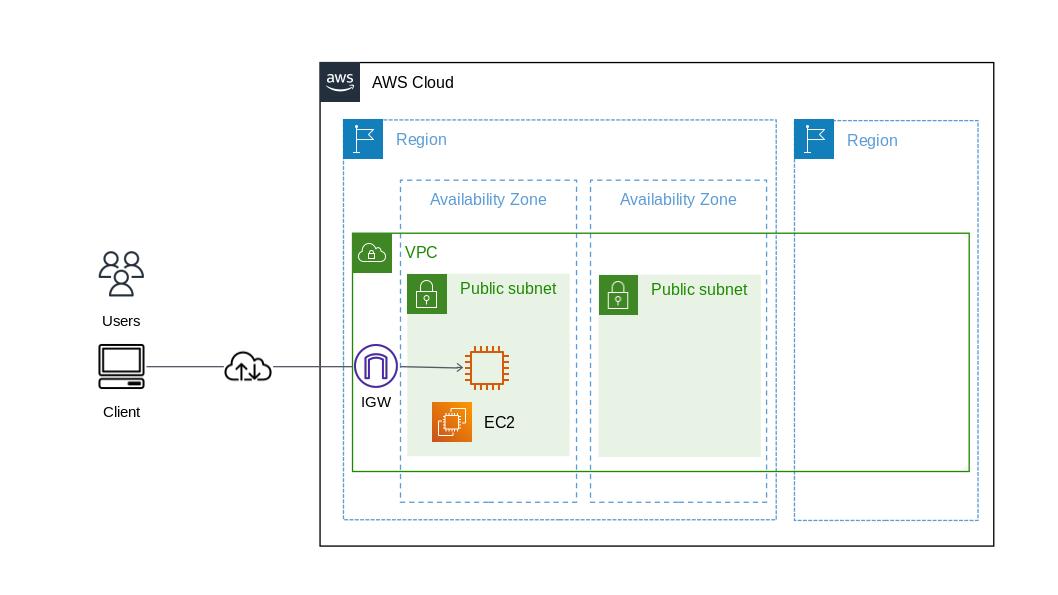 aws
AWS Cloud
Region
Region
Availability Zone
Availability Zone
VPC
Public subnet
Public subnet
Users
IGW
Client
EC2